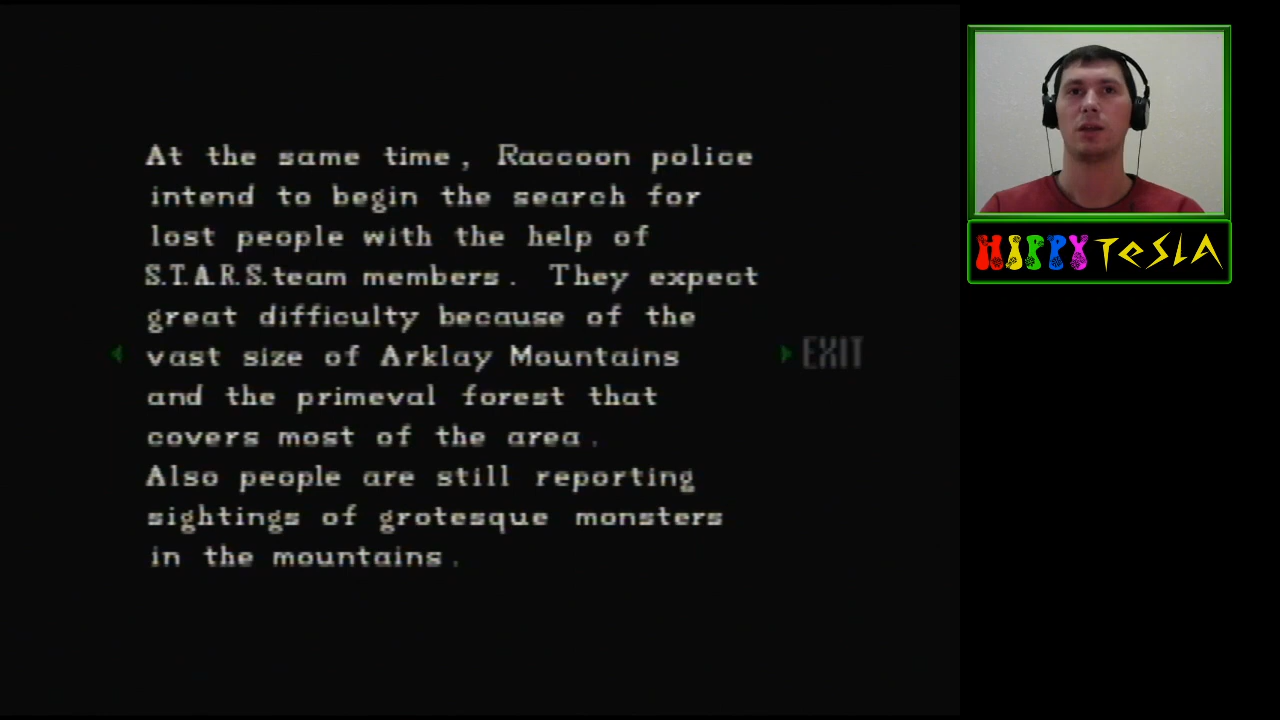 At the same time, Raccoon police
intend to begin the search for
lost people with the help of
S.T.A.R.S.team members. They expect
great difficulty because of the
vast size of Arklay Mountains
and the primeval forest that
covers most of the area.
Also people are still reporting
sightings of grotesque monsters
in the mountains.
EXIT
HIPPY TeSLA